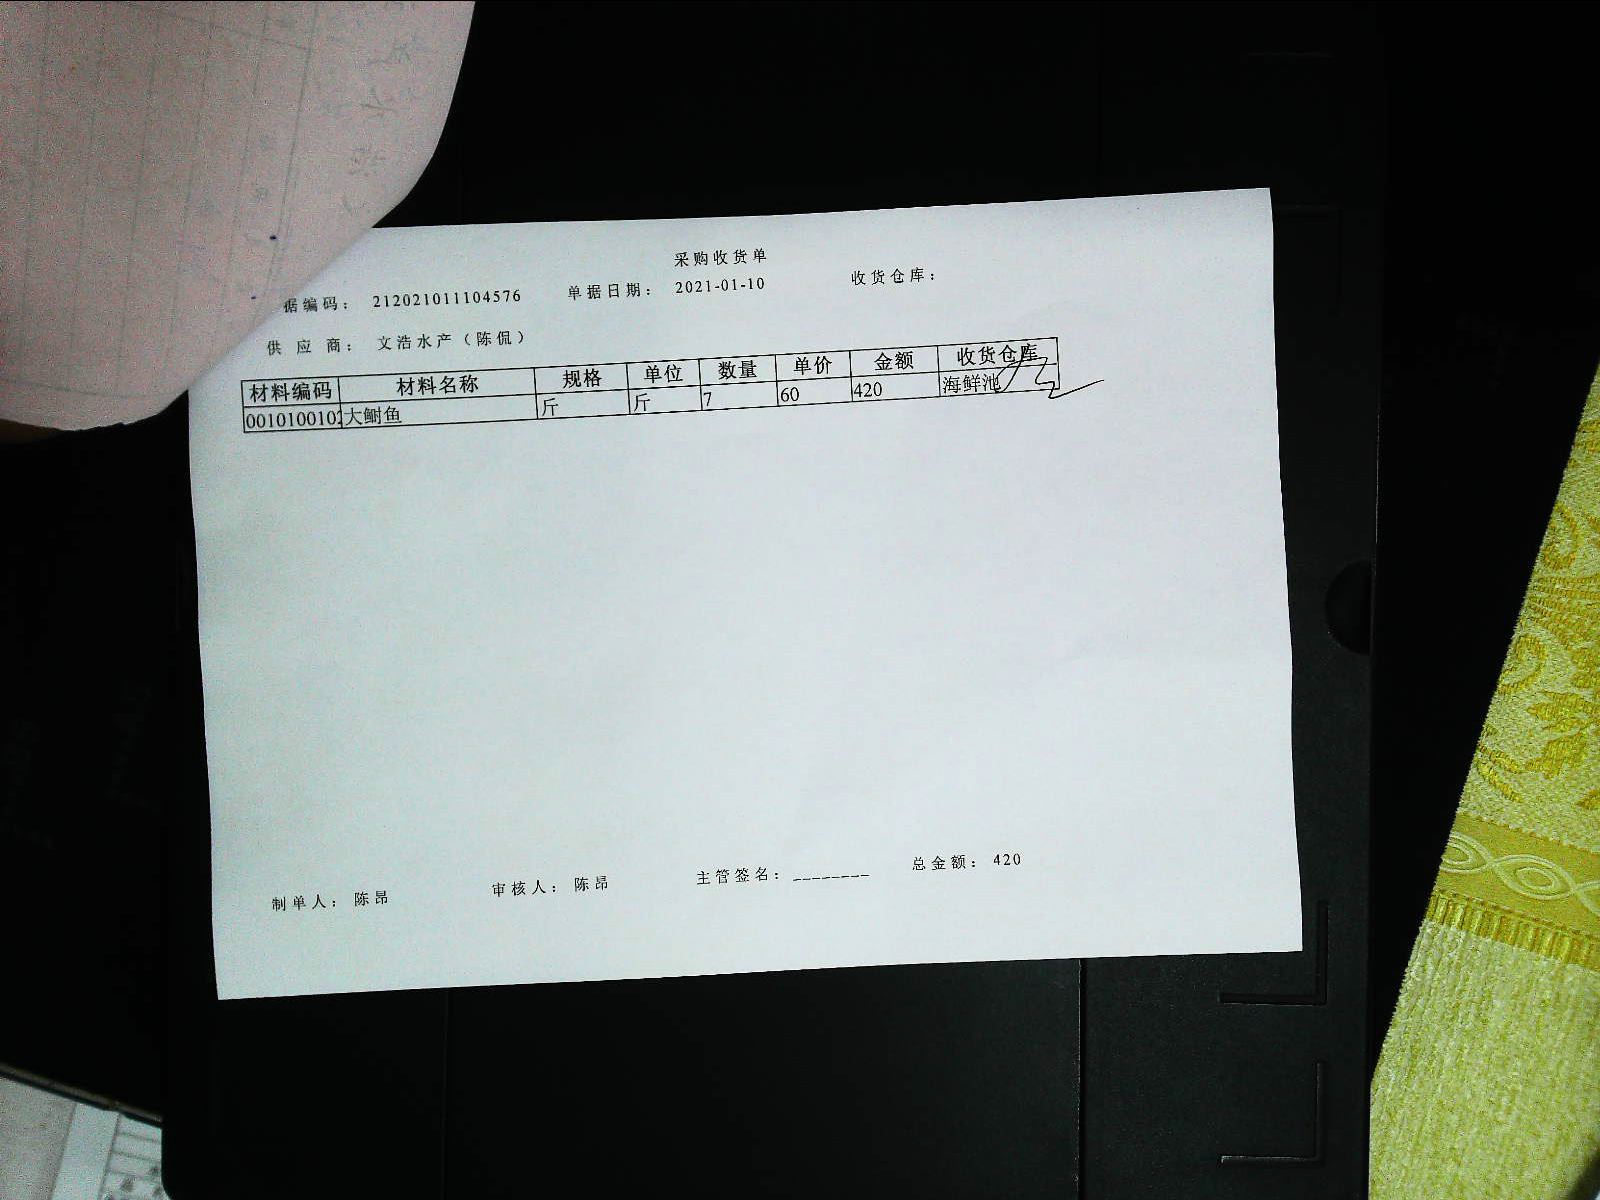 采购收货单
据编码： 212021011104576 单据日期： 2021-01-10 收货仓库：
供 应 商： 文浩水产（陈侃）
材料编码 材料名称 规格 单位 数量 单价 金额 收货仓库
0010100102 大鲥鱼 斤 斤 7 60 420 海鲜池
制单人： 陈昂 审核人： 陈昂 主管签名：________ 总金额： 420